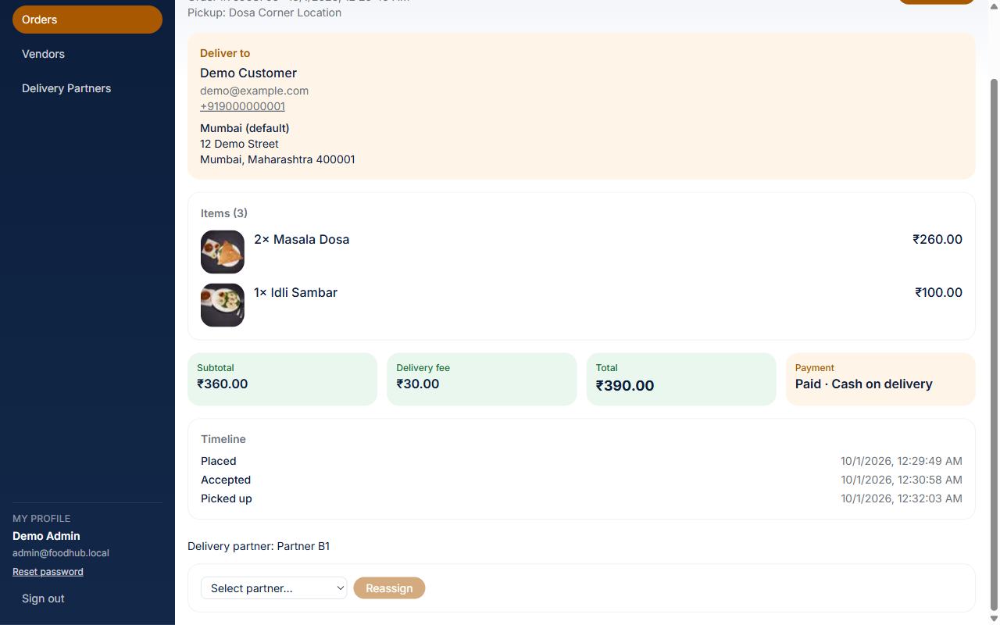 Orders
Vendors
Delivery Partners
MY PROFILE
Demo Admin
admin@foodhub.local
Reset password
Sign out
Pickup: Dosa Corner Location
Deliver to
Demo Customer
demo@example.com
+919000000001
Mumbai (default)
12 Demo Street
Mumbai, Maharashtra 400001
Items (3)
2× Masala Dosa ₹260.00
1× Idli Sambar ₹100.00
Subtotal
₹360.00
Delivery fee
₹30.00
Total
₹390.00
Payment
Paid · Cash on delivery
Timeline
Placed 10/1/2026, 12:29:49 AM
Accepted 10/1/2026, 12:30:58 AM
Picked up 10/1/2026, 12:32:03 AM
Delivery partner: Partner B1
Select partner...
Reassign